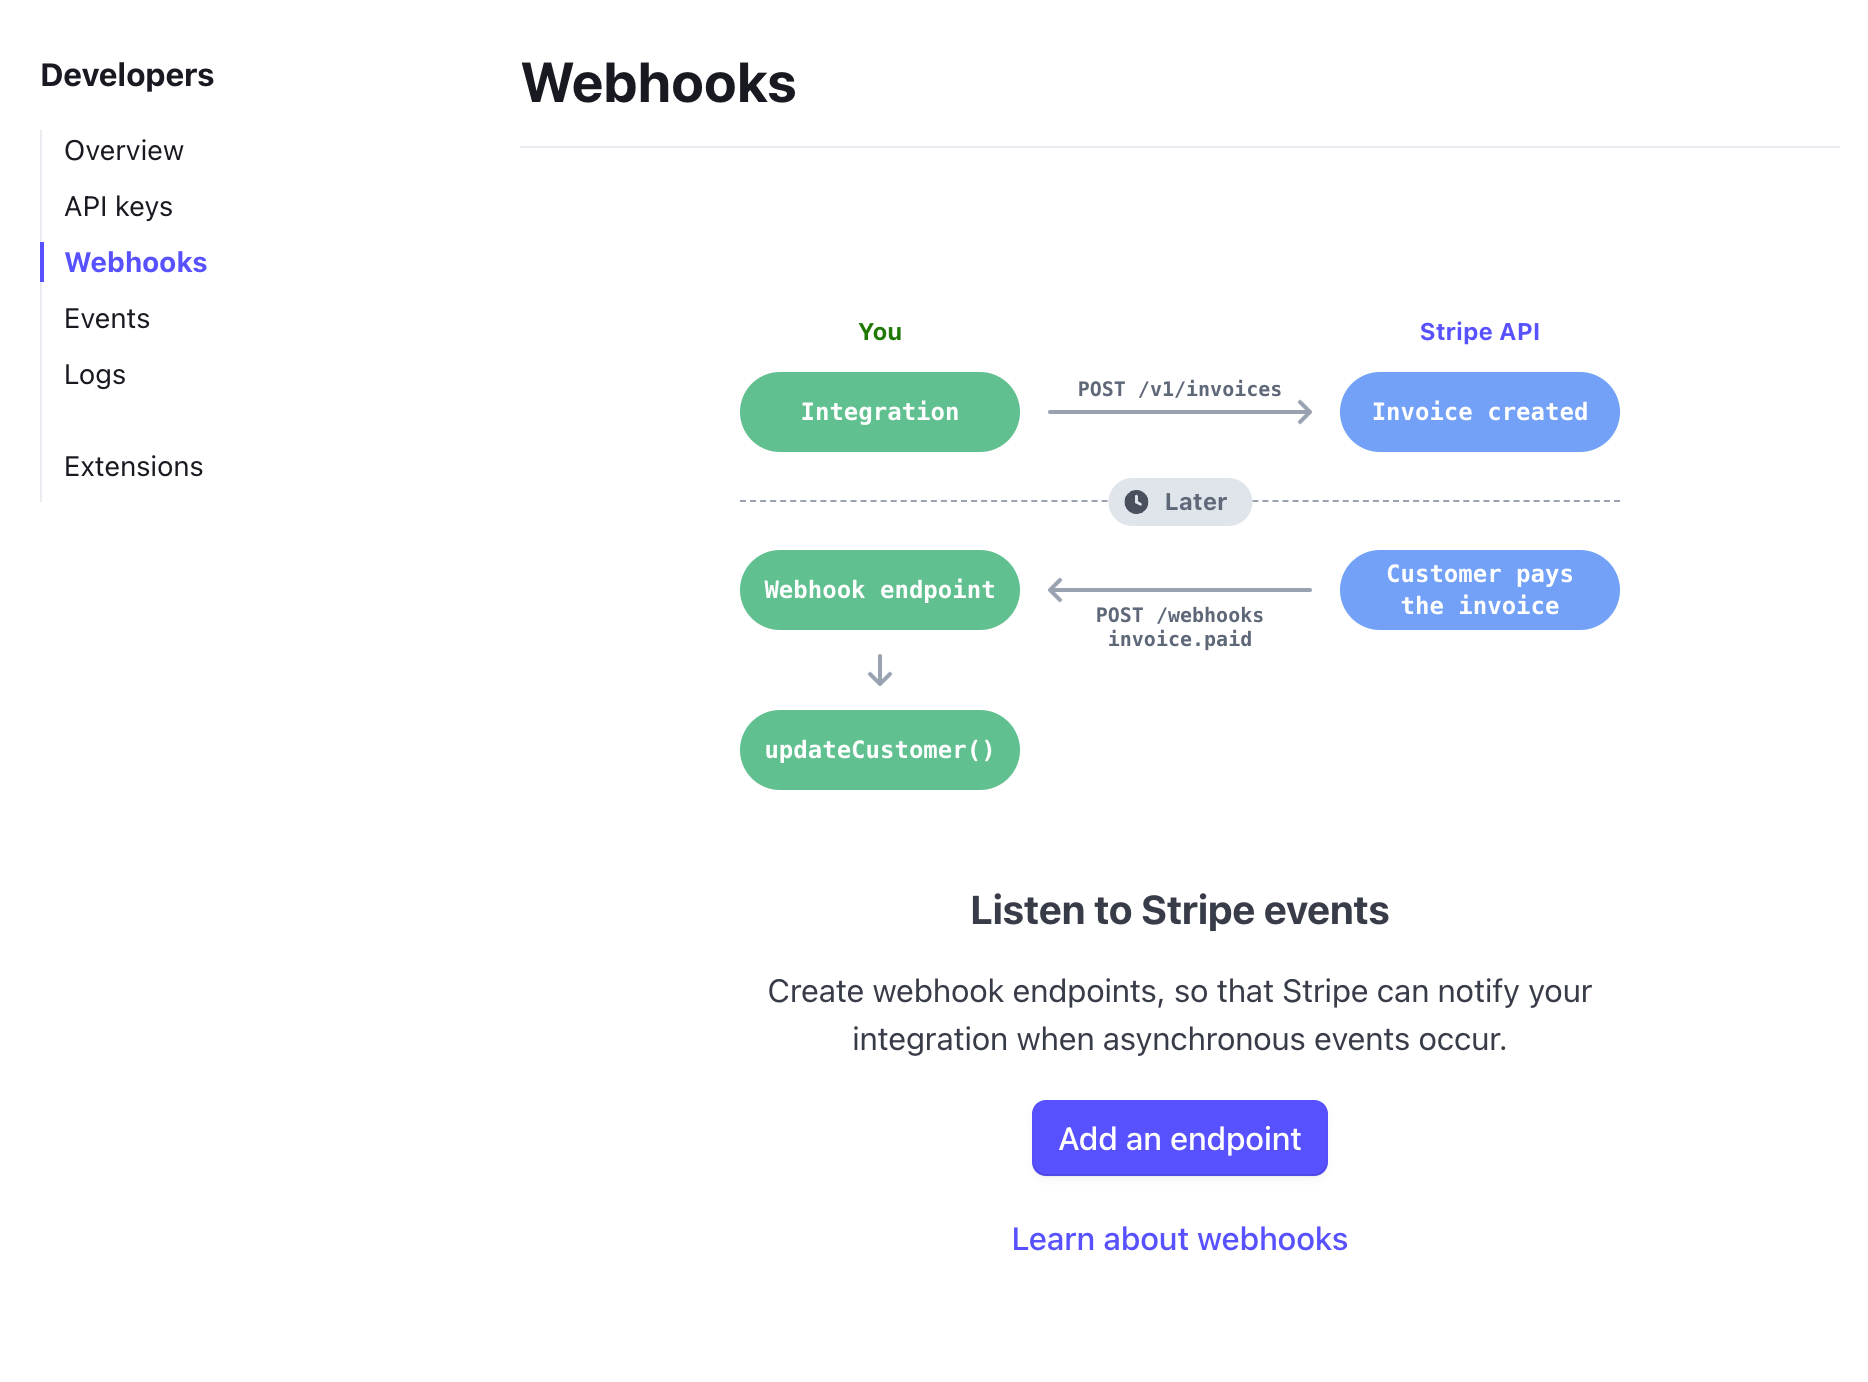 Developers
Overview
API keys
Webhooks
Events
Logs
Extensions
Webhooks
You
Stripe API
Integration
POST /v1/invoices
Invoice created
Later
Webhook endpoint
POST /webhooks
invoice.paid
Customer pays
the invoice
updateCustomer()
Listen to Stripe events
Create webhook endpoints, so that Stripe can notify your
integration when asynchronous events occur.
Add an endpoint
Learn about webhooks